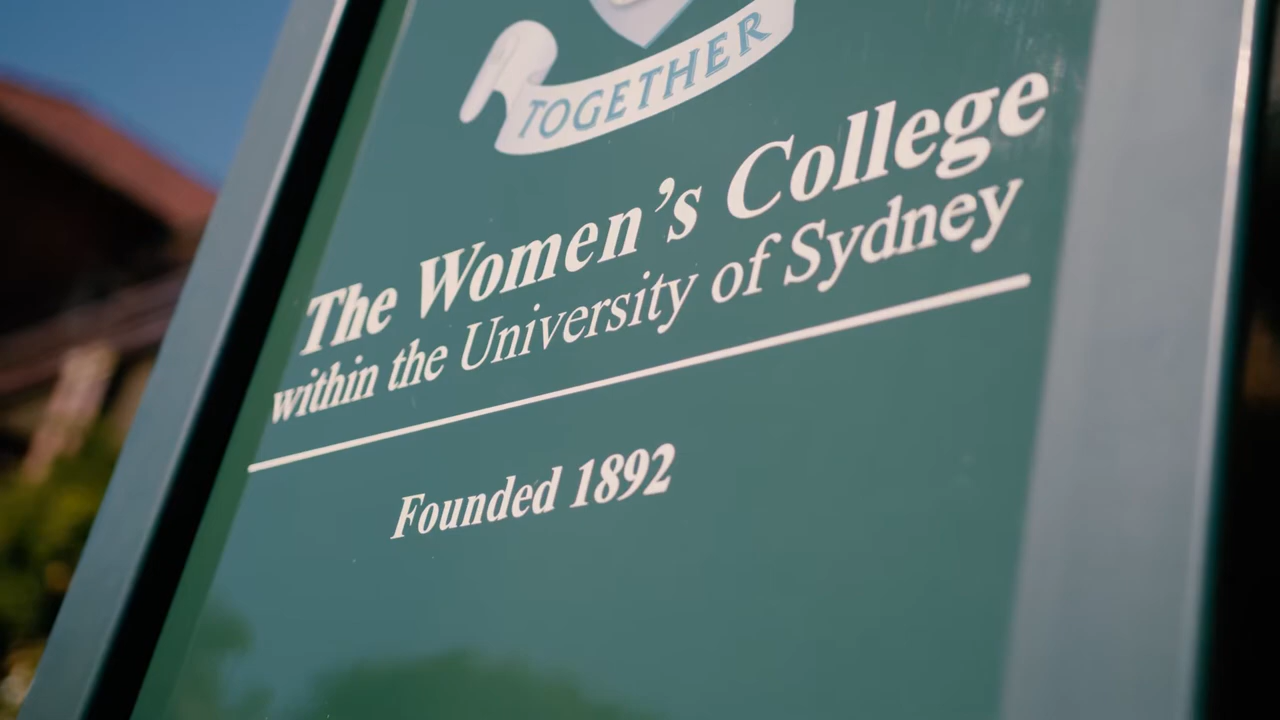 TOGETHER
The Women's College
within the University of Sydney
Founded 1892